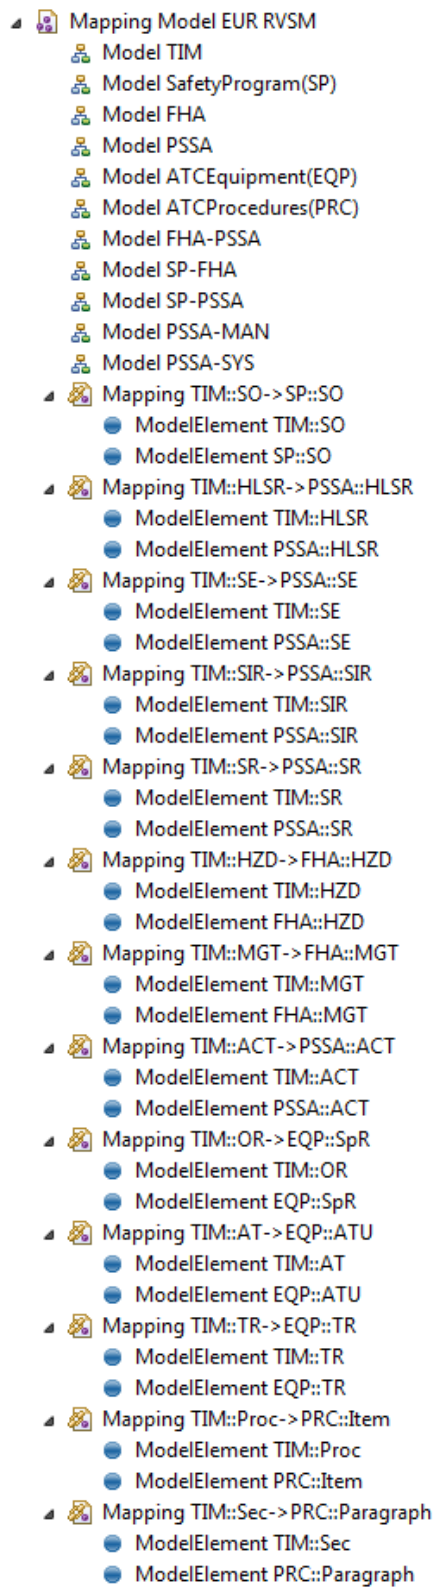 Mapping Model EUR RVSM
Model TIM
Model SafetyProgram(SP)
Model FHA
Model PSSA
Model ATCEquipment(EQP)
Model ATCProcedures(PRC)
Model FHA-PSSA
Model SP-FHA
Model SP-PSSA
Model PSSA-MAN
Model PSSA-SYS
Mapping TIM::SO->SP::SO
ModelElement TIM::SO
ModelElement SP::SO
Mapping TIM::HLSR->PSSA::HLSR
ModelElement TIM::HLSR
ModelElement PSSA::HLSR
Mapping TIM::SE->PSSA::SE
ModelElement TIM::SE
ModelElement PSSA::SE
Mapping TIM::SIR->PSSA::SIR
ModelElement TIM::SIR
ModelElement PSSA::SIR
Mapping TIM::SR->PSSA::SR
ModelElement TIM::SR
ModelElement PSSA::SR
Mapping TIM::HZD->FHA::HZD
ModelElement TIM::HZD
ModelElement FHA::HZD
Mapping TIM::MGT->FHA::MGT
ModelElement TIM::MGT
ModelElement FHA::MGT
Mapping TIM::ACT->PSSA::ACT
ModelElement TIM::ACT
ModelElement PSSA::ACT
Mapping TIM::OR->EQP::SpR
ModelElement TIM::OR
ModelElement EQP::SpR
Mapping TIM::AT->EQP::ATU
ModelElement TIM::AT
ModelElement EQP::ATU
Mapping TIM::TR->EQP::TR
ModelElement TIM::TR
ModelElement EQP::TR
Mapping TIM::Proc->PRC::Item
ModelElement TIM::Proc
ModelElement PRC::Item
Mapping TIM::Sec->PRC::Paragraph
ModelElement TIM::Sec
ModelElement PRC::Paragraph